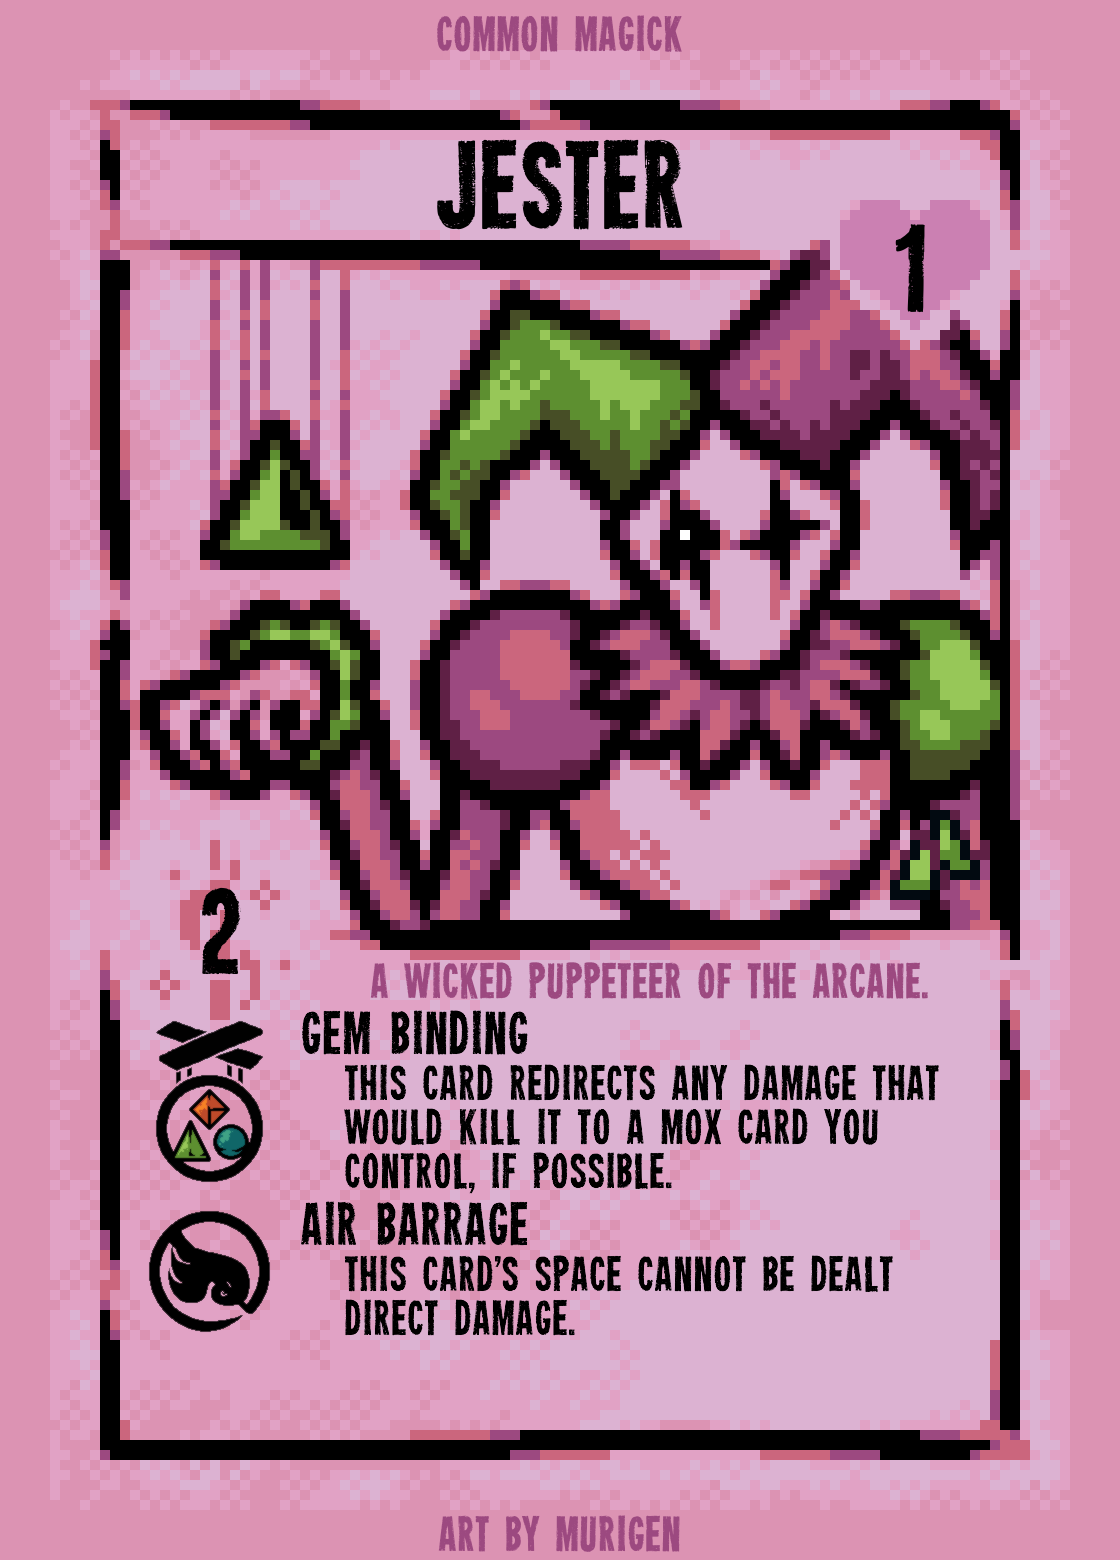 COMMON MAGICK
JESTER
1
2
A WICKED PUPPETEER OF THE ARCANE.
GEM BINDING
THIS CARD REDIRECTS ANY DAMAGE THAT
WOULD KILL IT TO A MOX CARD YOU
CONTROL, IF POSSIBLE.
AIR BARRAGE
THIS CARD'S SPACE CANNOT BE DEALT
DIRECT DAMAGE.
ART BY MURIGEN